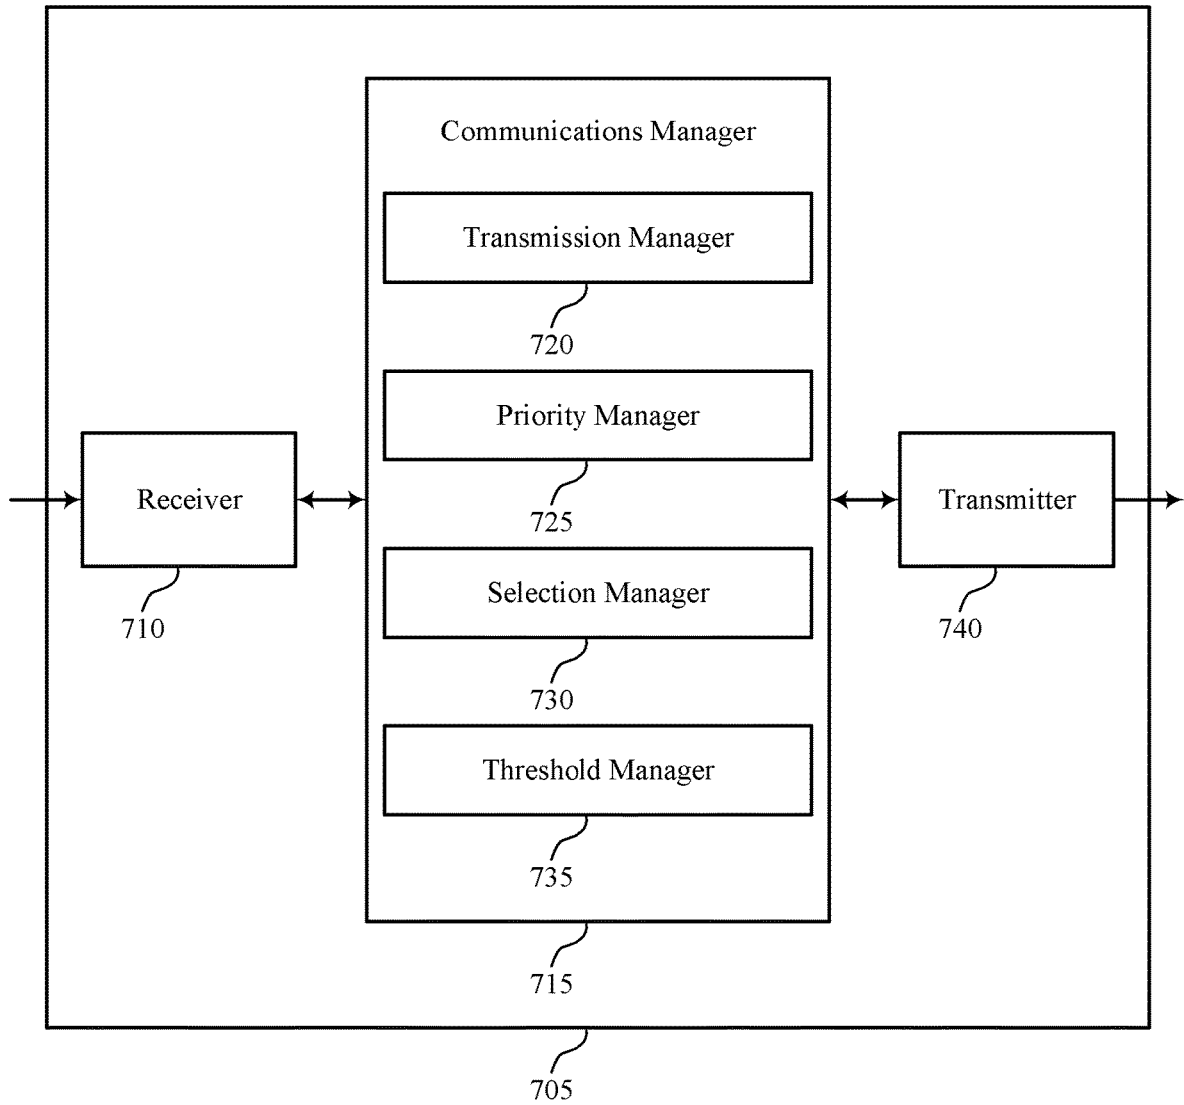 Communications Manager
Transmission Manager
720
Priority Manager
725
Receiver
710
Transmitter
740
Selection Manager
730
Threshold Manager
735
715
705